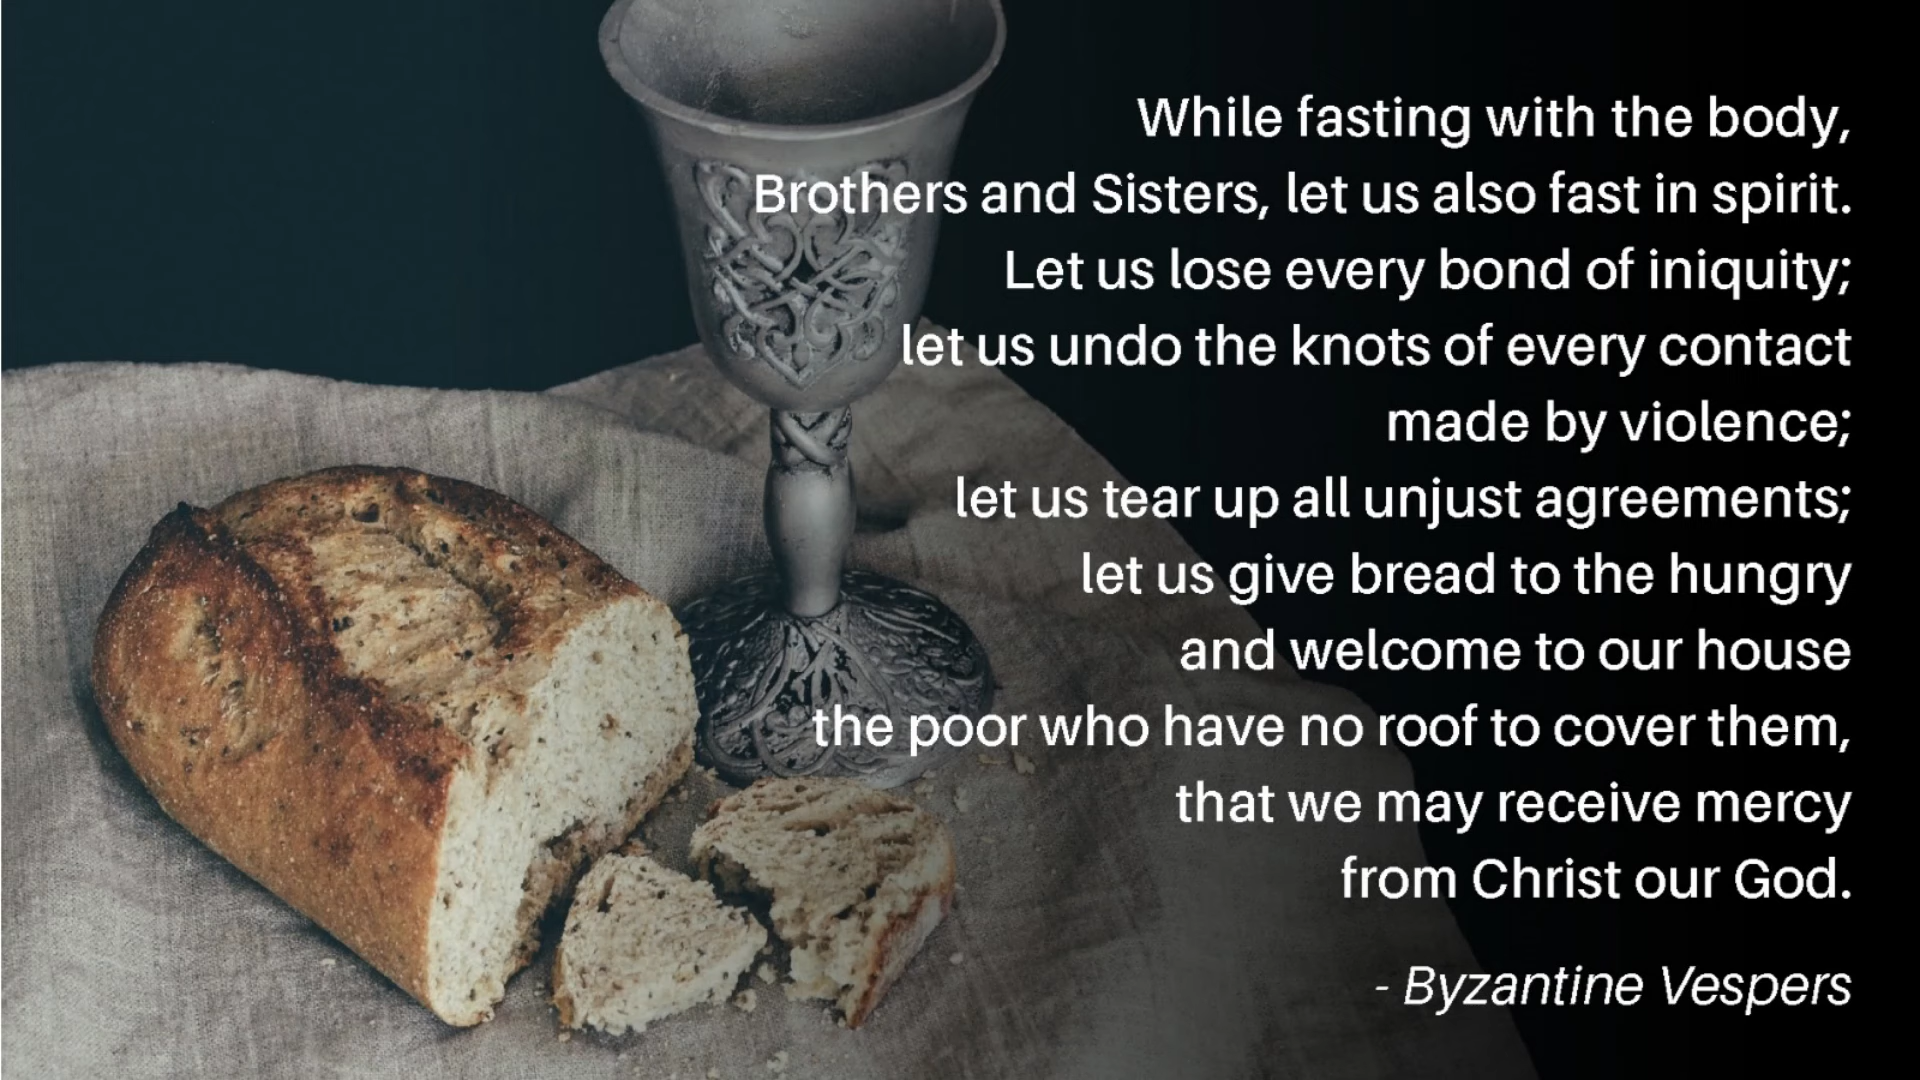 While fasting with the body,
Brothers and Sisters, let us also fast in spirit.
Let us lose every bond of iniquity;
let us undo the knots of every contact
made by violence;
let us tear up all unjust agreements;
let us give bread to the hungry
and welcome to our house
the poor who have no roof to cover them,
that we may receive mercy
from Christ our God.
- Byzantine Vespers